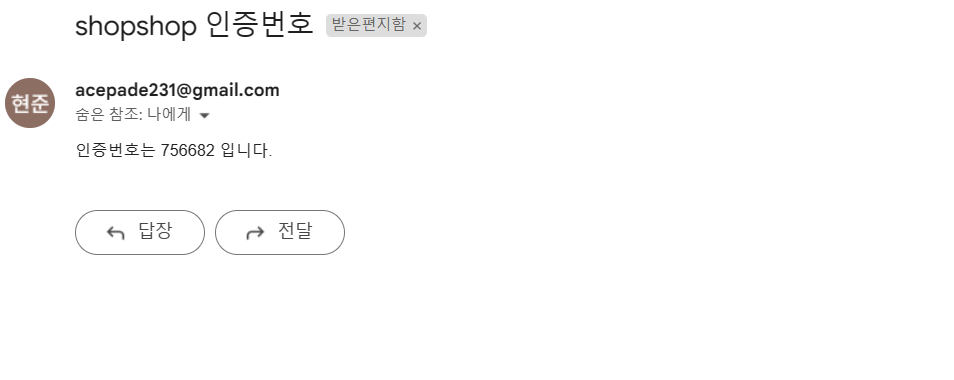 shopshop 인증번호 받은편지함 ×
현준
acepade231@gmail.com
숨은 참조: 나에게
인증번호는 756682 입니다.
답장 전달